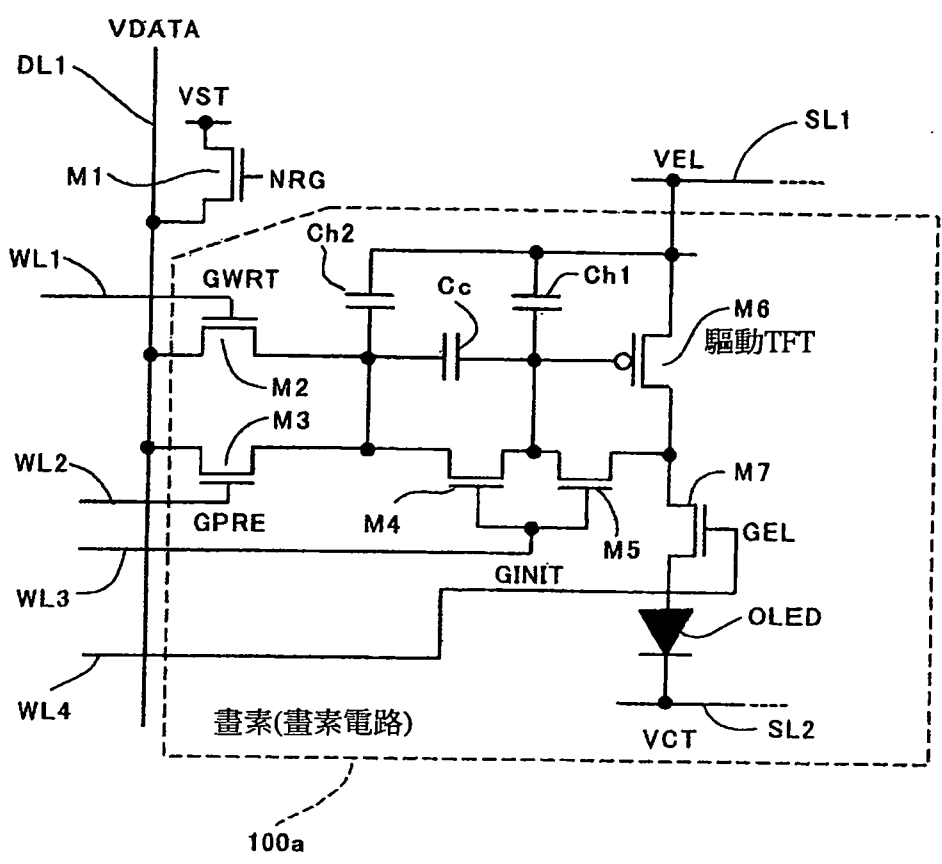 VDATA
DL1
VST
M1
NRG
SL1
VEL
WL1
GWRT
Ch2
Cc
Ch1
M6
驅動TFT
M2
M3
WL2
GPRE
M4
M5
M7
GEL
WL3
GINIT
OLED
WL4
畫素(畫素電路)
VCT
SL2
100a